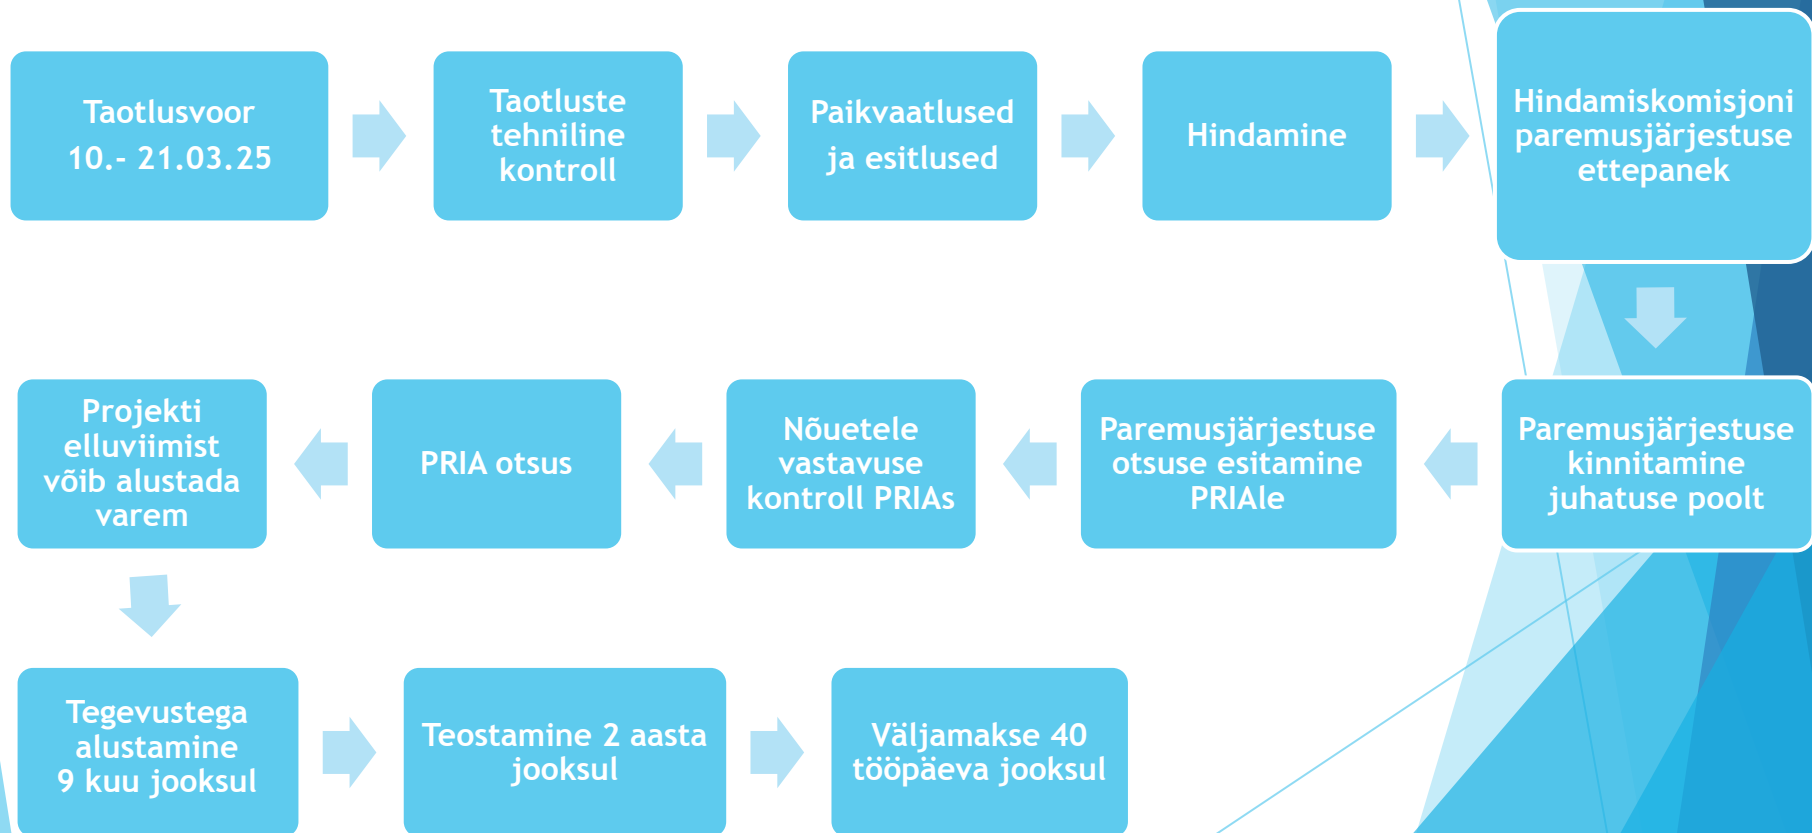 Taotlusvoor
10.- 21.03.25
Taotluste
tehniline
kontroll
Paikvaatlused
ja esitlused
Hindamine
Hindamiskomisjoni
paremusjärjestuse
ettepanek
Paremusjärjestuse
kinnitamine
juhatuse poolt
Paremusjärjestuse
otsuse esitamine
PRIAle
Nõuetele
vastavuse
kontroll PRIAs
PRIA otsus
Projekti
elluviimist
võib alustada
varem
Tegevustega
alustamine
9 kuu jooksul
Teostamine 2 aasta
jooksul
Väljamakse 40
tööpäeva jooksul